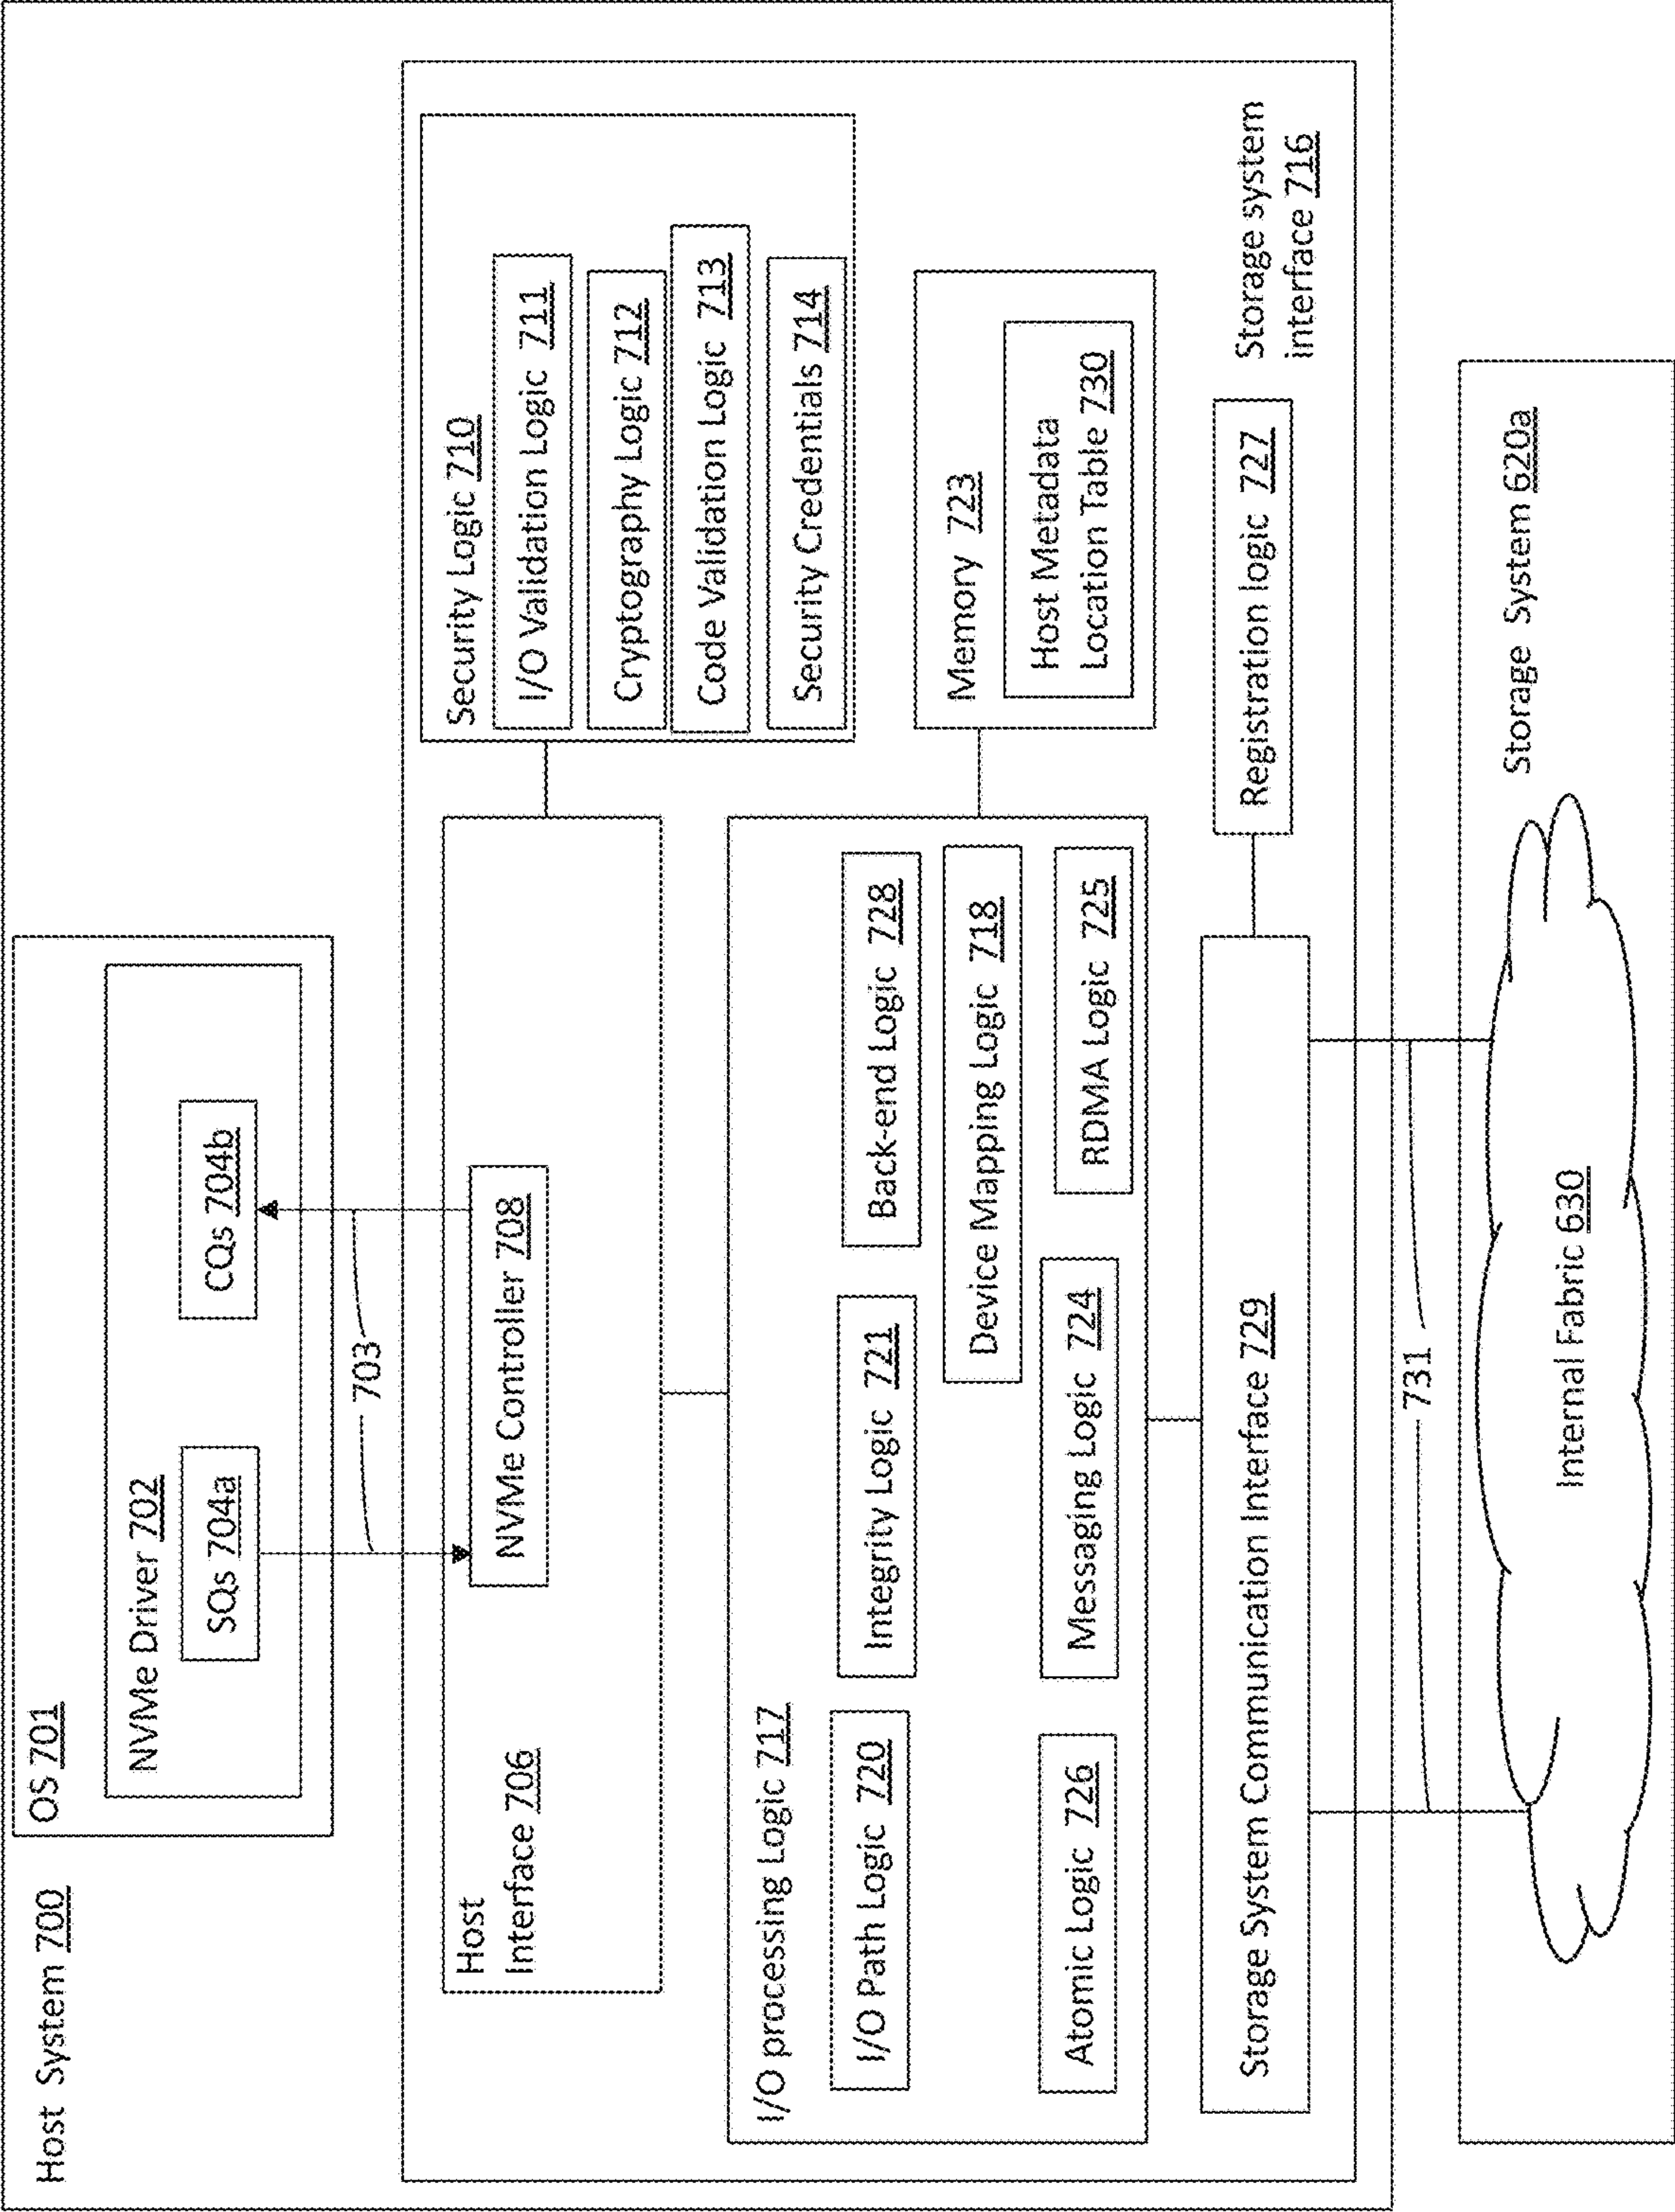 Host System 700
OS 701
NVMe Driver 702
SQs 704a
CQs 704b
703
Host
Interface 706
NVMe Controller 708
Security Logic 710
I/O Validation Logic 711
Cryptography Logic 712
Code Validation Logic 713
Security Credentials 714
I/O processing Logic 717
I/O Path Logic 720
Integrity Logic 721
Back-end Logic 728
Device Mapping Logic 718
Atomic Logic 726
Messaging Logic 724
RDMA Logic 725
Memory 723
Host Metadata
Location Table 730
Storage System Communication Interface 729
Registration logic 727
Storage system
interface 716
731
Storage System 620a
Internal Fabric 630